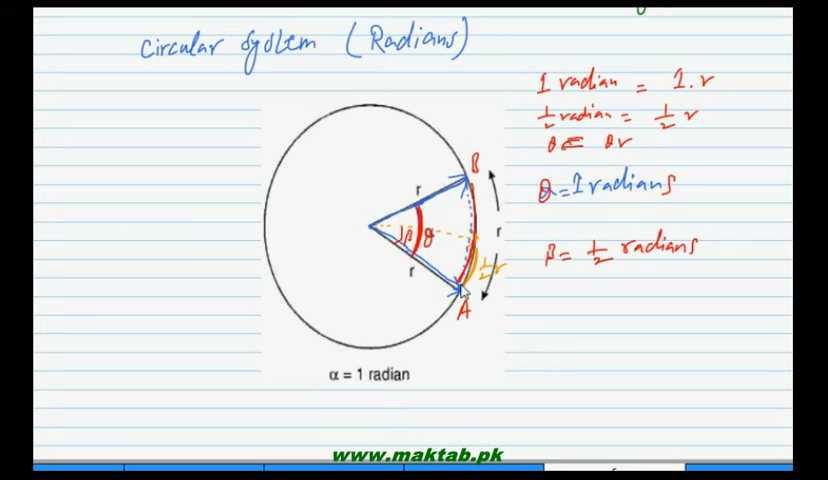 circular system (Radians)
1 radian = 1.r
1/2 radian = 1/2 r
θ = θr
θ = 1 radians
β = 1/2 radians
B
r
r
β θ
r
1/2 r
A
α = 1 radian
www.maktab.pk